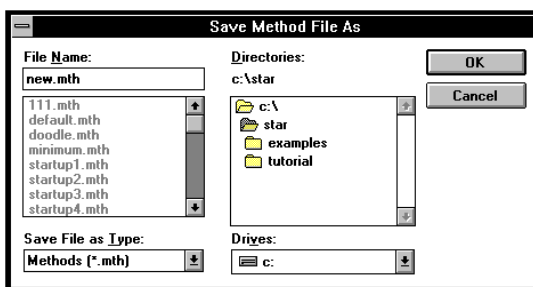 Save Method File As
File Name:
new.mth
111.mth
default.mth
doodle.mth
minimum.mth
startup1.mth
startup2.mth
startup3.mth
startup4.mth
Save File as Type:
Methods (*.mth)
Directories:
c:\star
c:\
star
examples
tutorial
Drives:
c:
OK
Cancel